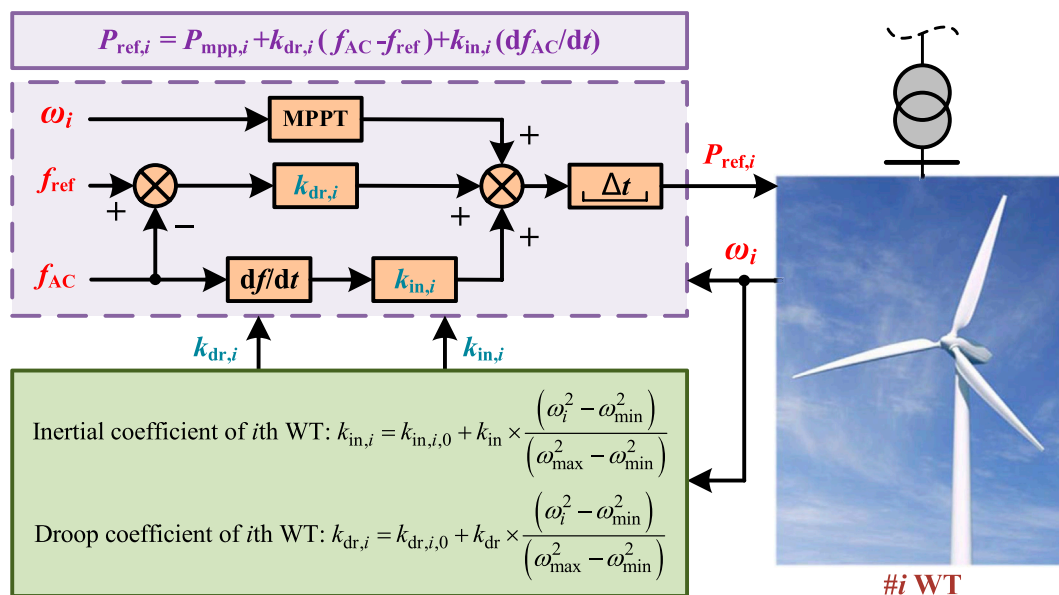 P_ref,i = P_mpp,i + k_dr,i (f_AC - f_ref) + k_in,i (df_AC/dt)
ω_i
MPPT
+
f_ref
+
k_dr,i
+
Δt
P_ref,i
−
+
f_AC
df/dt
k_in,i
ω_i
k_dr,i
k_in,i
Inertial coefficient of ith WT: k_in,i = k_in,i,0 + k_in × (ω_i^2 − ω_min^2) / (ω_max^2 − ω_min^2)
Droop coefficient of ith WT: k_dr,i = k_dr,i,0 + k_dr × (ω_i^2 − ω_min^2) / (ω_max^2 − ω_min^2)
#i WT